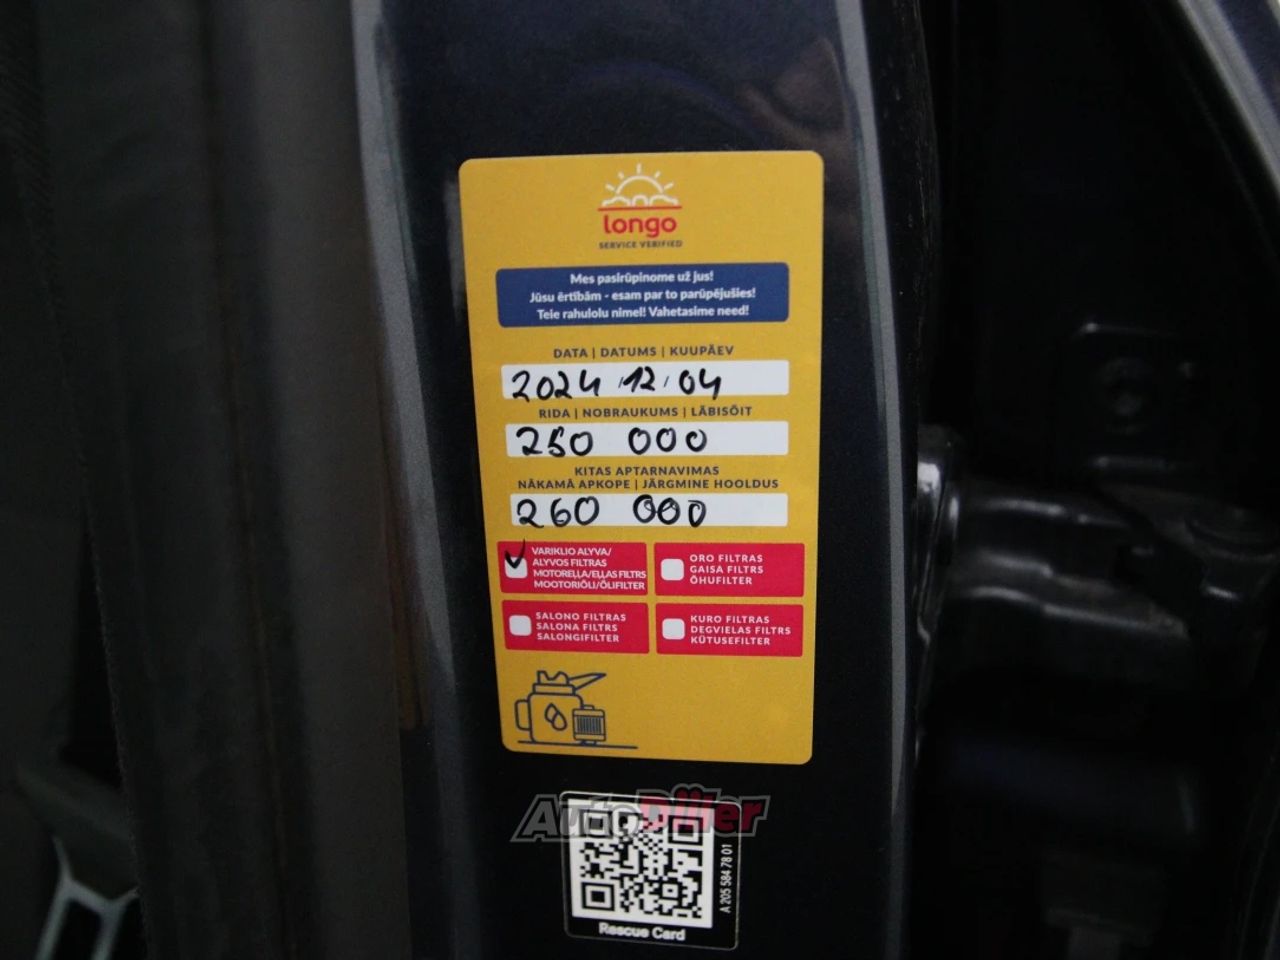 longo
SERVICE VERIFIED
Mes pasirūpinome už jus!
Jūsu ērtībām - esam par to parūpējušies!
Teie rahulolu nimel! Vahetasime need!
DATA | DATUMS | KUUPÄEV
2024/12/04
RIDA | NOBRAUKUMS | LÄBISÕIT
250 000
KITAS APTARNAVIMAS
NĀKAMĀ APKOPE | JÄRGMINE HOOLDUS
260 000
VARIKLIO ALYVA/
ALYVOS FILTRAS
MOTOREĻĻA/EĻĻAS FILTRS
MOOTORIÕLI/ÕLIFILTER
ORO FILTRAS
GAISA FILTRS
ÕHUFILTER
SALONO FILTRAS
SALONA FILTRS
SALONGIFILTER
KURO FILTRAS
DEGVIELAS FILTRS
KÜTUSEFILTER
AutoDiler
A 205 584 78 01
Rescue Card